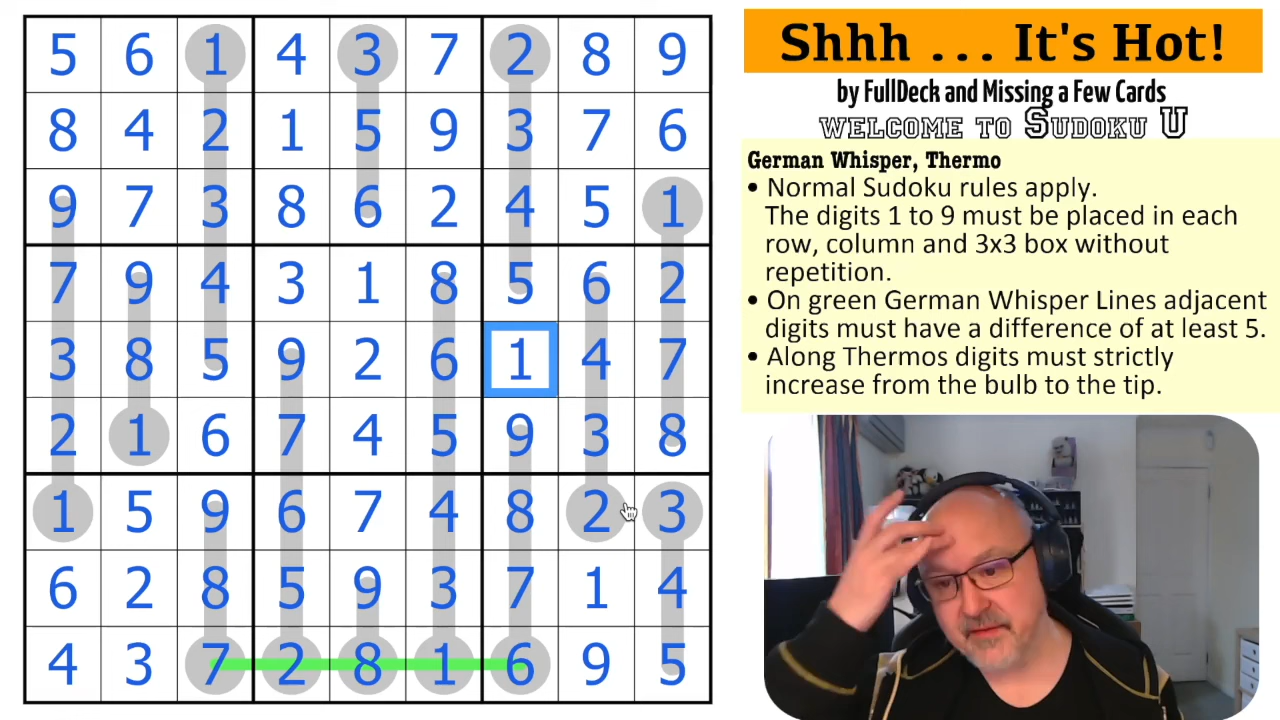 5 6 1 4 3 7 2 8 9
8 4 2 1 5 9 3 7 6
9 7 3 8 6 2 4 5 1
7 9 4 3 1 8 5 6 2
3 8 5 9 2 6 1 4 7
2 1 6 7 4 5 9 3 8
1 5 9 6 7 4 8 2 3
6 2 8 5 9 3 7 1 4
4 3 7 2 8 1 6 9 5
Shhh ... It's Hot!
by FullDeck and Missing a Few Cards
WELCOME TO SUDOKU U
German Whisper, Thermo
• Normal Sudoku rules apply.
The digits 1 to 9 must be placed in each
row, column and 3x3 box without
repetition.
• On green German Whisper Lines adjacent
digits must have a difference of at least 5.
• Along Thermos digits must strictly
increase from the bulb to the tip.